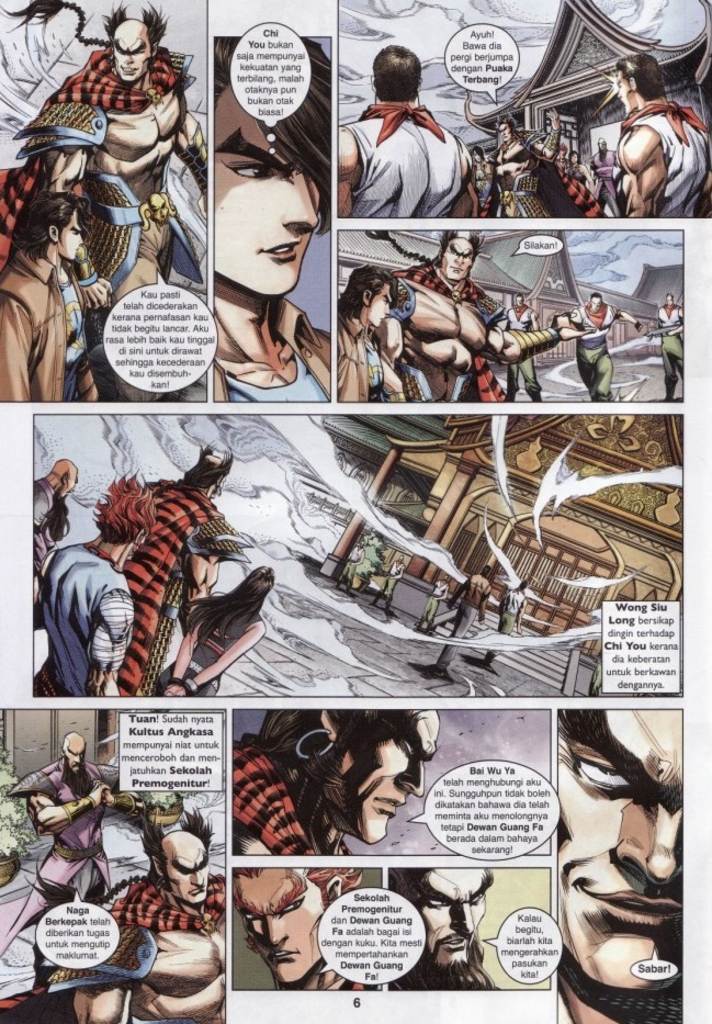 Chi
You bukan
saja mempunyai
kekuatan yang
terbilang, malah
otaknya pun
bukan otak
biasa!
Kau pasti
telah dicederakan
kerana pernafasan kau
tidak begitu lancar. Aku
rasa lebih baik kau tinggal
di sini untuk dirawat
sehingga kecederaan
kau disembuh-
kan!
Ayuh!
Bawa dia
pergi berjumpa
dengan Puaka
Terbang!
Silakan!
Wong Siu
Long bersikap
dingin terhadap
Chi You kerana
dia keberatan
untuk berkawan
dengannya.
Tuan! Sudah nyata
Kultus Angkasa
mempunyai niat untuk
menceroboh dan men-
jatuhkan Sekolah
Premogenitur!
Naga
Berkepak telah
diberikan tugas
untuk mengutip
maklumat.
Bai Wu Ya
telah menghubungi aku
ini. Sungguhpun tidak boleh
dikatakan bahawa dia telah
meminta aku menolongnya
tetapi Dewan Guang Fa
berada dalam bahaya
sekarang!
Sekolah
Premogenitur
dan Dewan Guang
Fa adalah bagai isi
dengan kuku. Kita mesti
mempertahankan
Dewan Guang
Fa!
Kalau
begitu,
biarlah kita
mengerahkan
pasukan
kita!
Sabar!
6